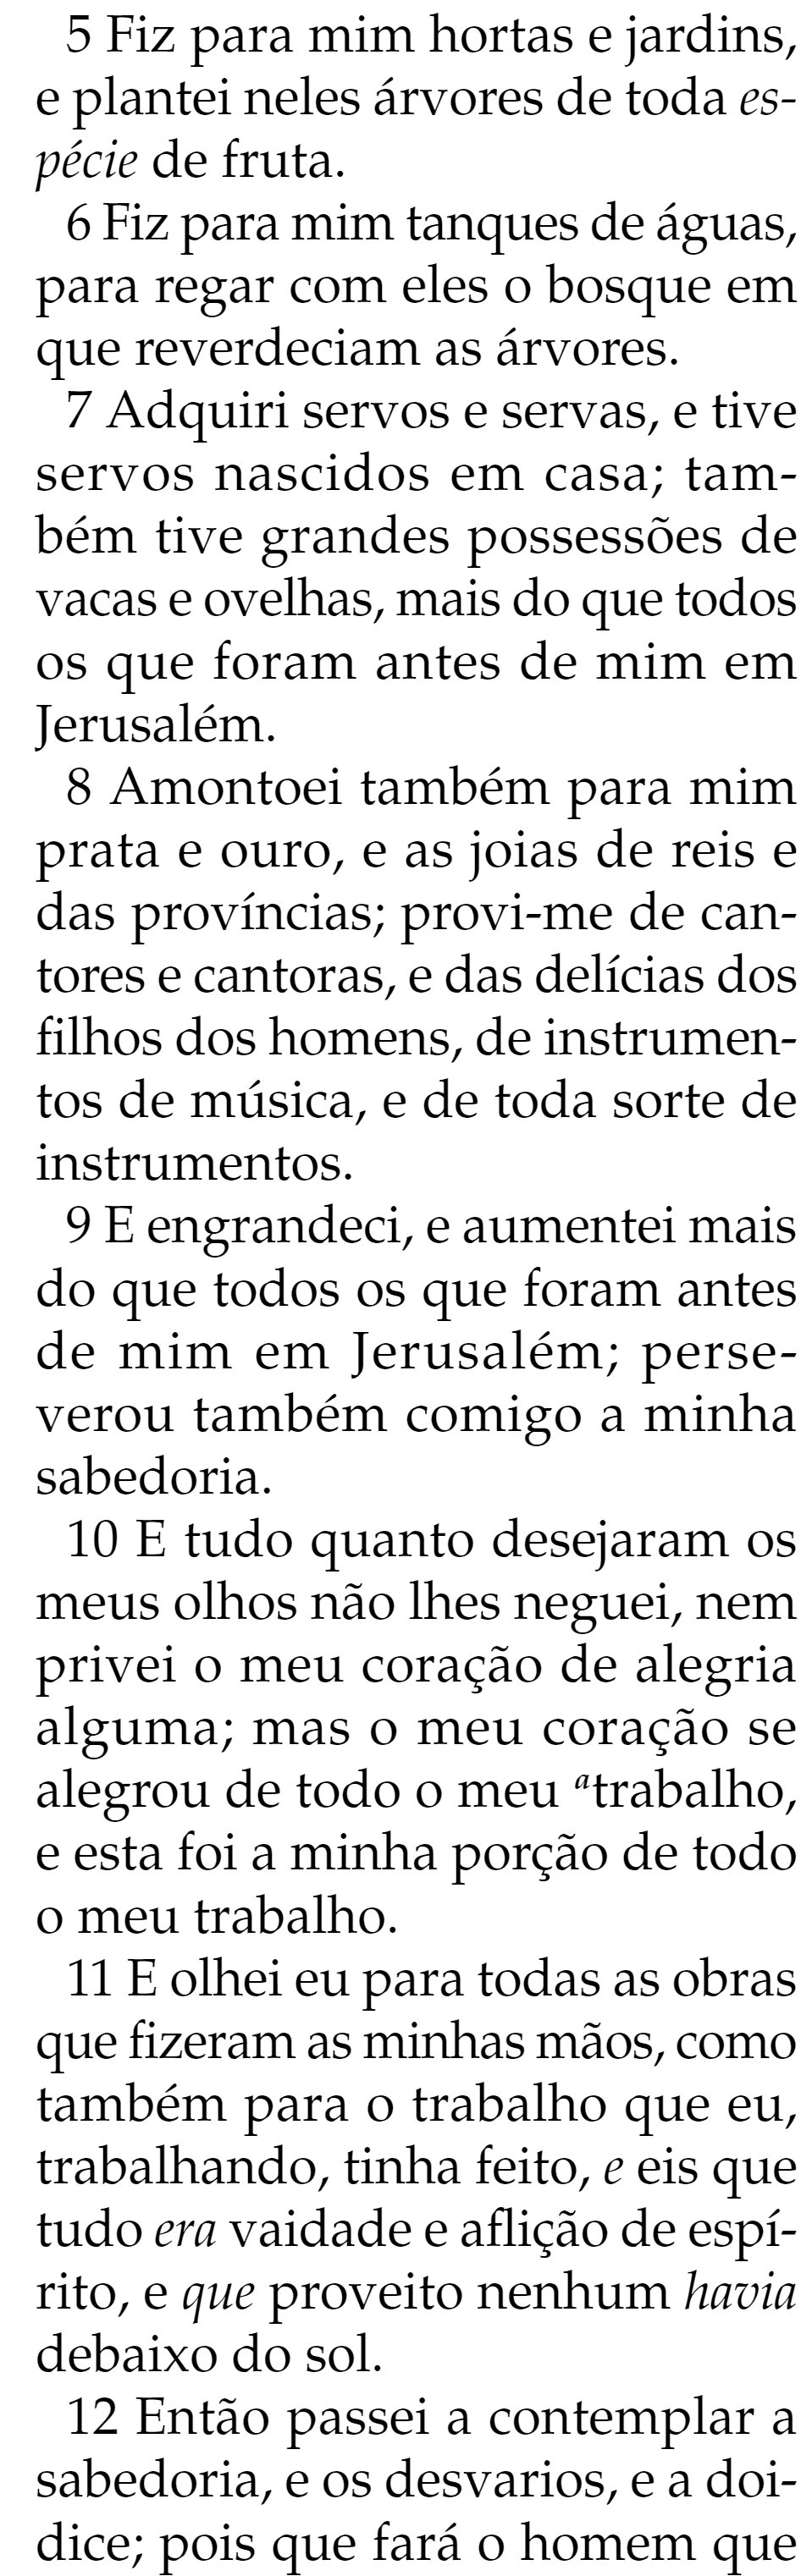 5 Fiz para mim hortas e jardins,
e plantei neles árvores de toda es-
pécie de fruta.
6 Fiz para mim tanques de águas,
para regar com eles o bosque em
que reverdeciam as árvores.
7 Adquiri servos e servas, e tive
servos nascidos em casa; tam-
bém tive grandes possessões de
vacas e ovelhas, mais do que todos
os que foram antes de mim em
Jerusalém.
8 Amontoei também para mim
prata e ouro, e as joias de reis e
das províncias; provi-me de can-
tores e cantoras, e das delícias dos
filhos dos homens, de instrumen-
tos de música, e de toda sorte de
instrumentos.
9 E engrandeci, e aumentei mais
do que todos os que foram antes
de mim em Jerusalém; perse-
verou também comigo a minha
sabedoria.
10 E tudo quanto desejaram os
meus olhos não lhes neguei, nem
privei o meu coração de alegria
alguma; mas o meu coração se
alegrou de todo o meu ᵃtrabalho,
e esta foi a minha porção de todo
o meu trabalho.
11 E olhei eu para todas as obras
que fizeram as minhas mãos, como
também para o trabalho que eu,
trabalhando, tinha feito, e eis que
tudo era vaidade e aflição de espí-
rito, e que proveito nenhum havia
debaixo do sol.
12 Então passei a contemplar a
sabedoria, e os desvarios, e a doi-
dice; pois que fará o homem que